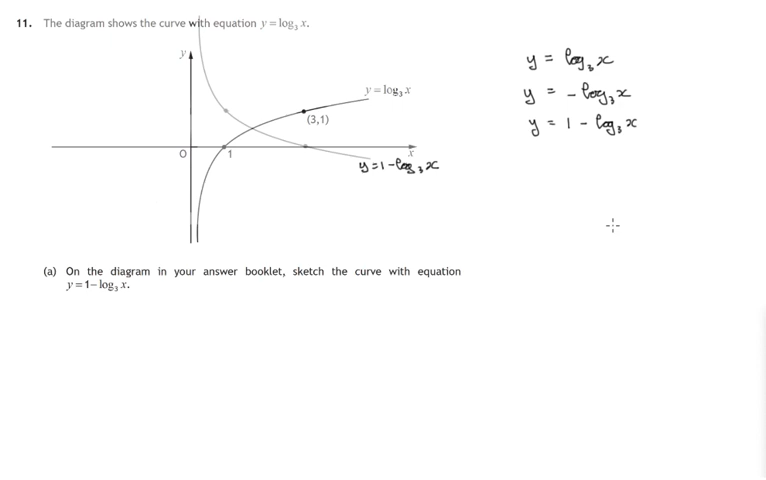 11. The diagram shows the curve with equation y = log₃ x.
y
y = log₃ x
(3,1)
O
1
x
y = 1 - log₃ x
y = log₃ x
y = - log₃ x
y = 1 - log₃ x
(a) On the diagram in your answer booklet, sketch the curve with equation
y = 1 – log₃ x.